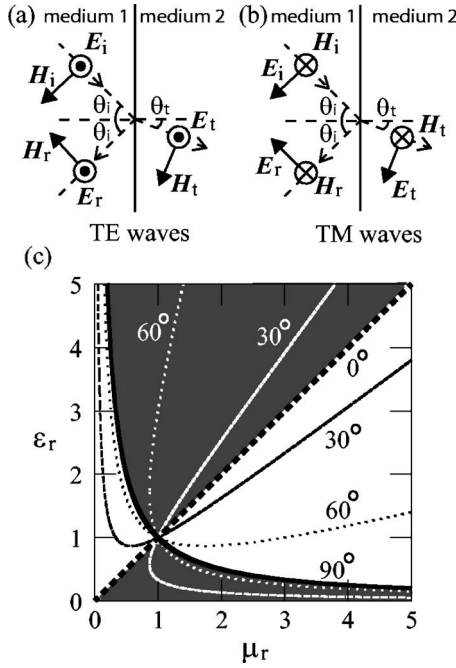 (a) medium 1 medium 2 (b) medium 1 medium 2
E_i H_i
H_i E_i
θ_i θ_t θ_i θ_t
θ_i E_t θ_i H_t
H_r E_r
E_r H_t H_r E_t
TE waves TM waves
(c)
5
60° 30°
4
0°
3
30°
ε_r
2
60°
1
90°
0
0 1 2 3 4 5
μ_r